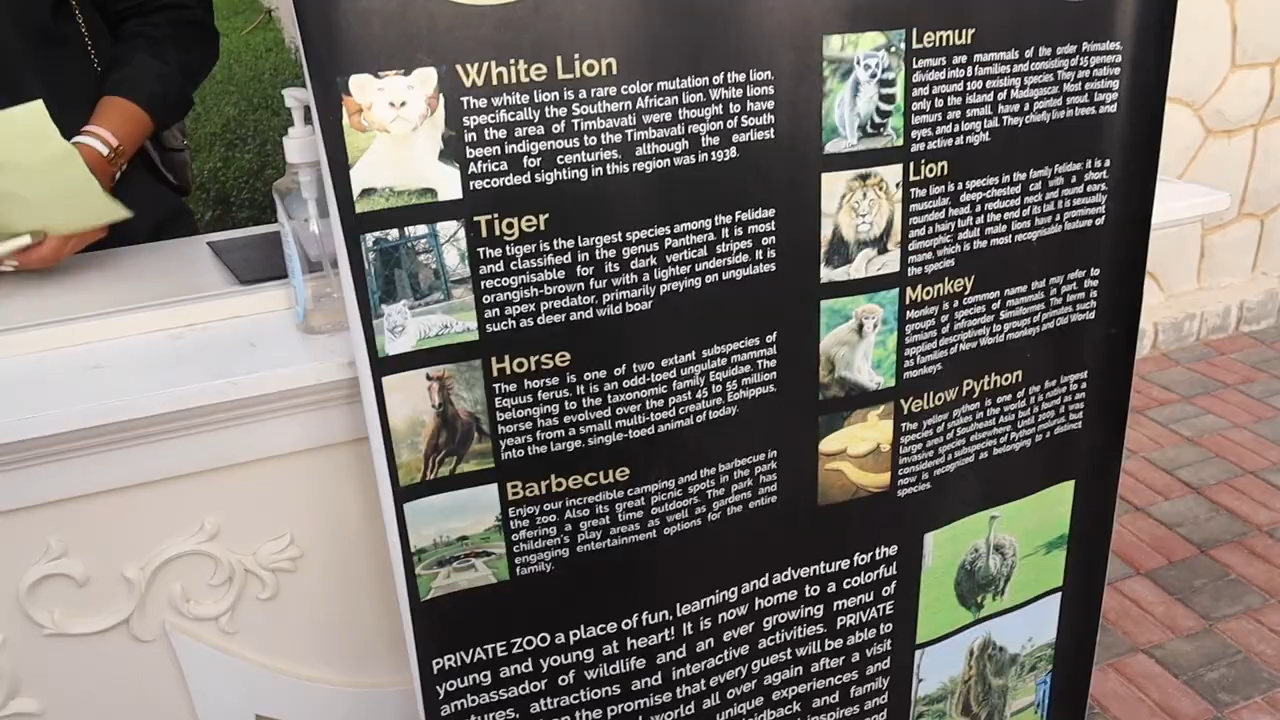 White Lion
The white lion is a rare color mutation of the lion,
specifically the Southern African lion. White lions
in the area of Timbavati were thought to have
been indigenous to the Timbavati region of South
Africa for centuries, although the earliest
recorded sighting in this region was in 1938.
Tiger
The tiger is the largest species among the Felidae
and classified in the genus Panthera. It is most
recognisable for its dark vertical stripes on
orangish-brown fur with a lighter underside. It is
an apex predator, primarily preying on ungulates
such as deer and wild boar
Horse
The horse is one of two extant subspecies of
Equus ferus. It is an odd-toed ungulate mammal
belonging to the taxonomic family Equidae. The
horse has evolved over the past 45 to 55 million
years from a small multi-toed creature, Eohippus,
into the large, single-toed animal of today.
Barbecue
Enjoy our incredible camping and the barbecue in
the zoo. Also its great picnic spots in the park
offering a great time outdoors. The park has
children's play areas as well as gardens and
engaging entertainment options for the entire
family.
Lemur
Lemurs are mammals of the order Primates,
divided into 8 families and consisting of 15 genera
and around 100 existing species. They are native
only to the island of Madagascar. Most existing
lemurs are small, have a pointed snout, large
eyes, and a long tail. They chiefly live in trees, and
are active at night.
Lion
The lion is a species in the family Felidae; it is a
muscular, deep-chested cat with a short,
rounded head, a reduced neck and round ears,
and a hairy tuft at the end of its tail. It is sexually
dimorphic; adult male lions have a prominent
mane, which is the most recognisable feature of
the species
Monkey
Monkey is a common name that may refer to
groups or species of mammals, in part, the
simians of infraorder Simiiformes. The term is
applied descriptively to groups of primates, such
as families of New World monkeys and Old World
monkeys.
Yellow Python
The yellow python is one of the five largest
species of snakes in the world. It is native to a
large area of Southeast Asia but is found as an
invasive species elsewhere. Until 2009, it was
considered a subspecies of Python molurus, but
now is recognized as belonging to a distinct
species.
PRIVATE ZOO a place of fun, learning and adventure for the
young and young at heart! It is now home to a colorful
ambassador of wildlife and an ever growing menu of
attractions and interactive activities. PRIVATE
the promise that every guest will be able to
world all over again after a visit
unique experiences and
and family
inspires and
and